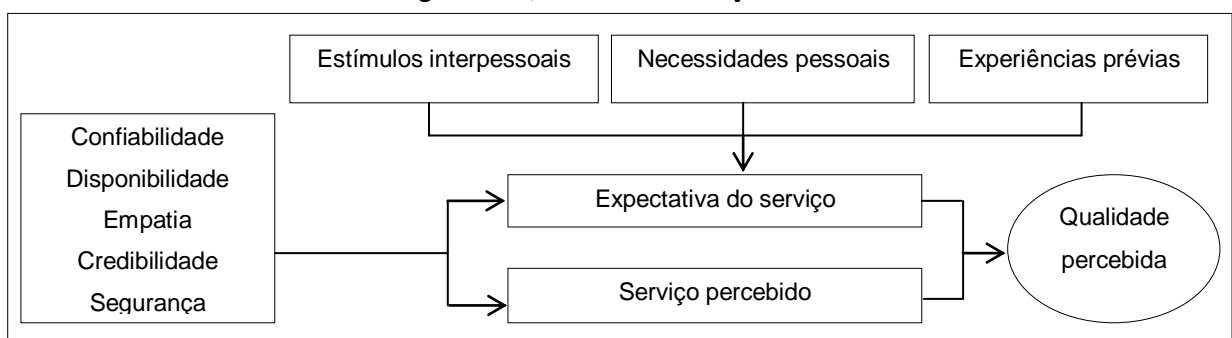 Estímulos interpessoais
Necessidades pessoais
Experiências prévias
Confiabilidade
Disponibilidade
Empatia
Credibilidade
Segurança
Expectativa do serviço
Serviço percebido
Qualidade
percebida